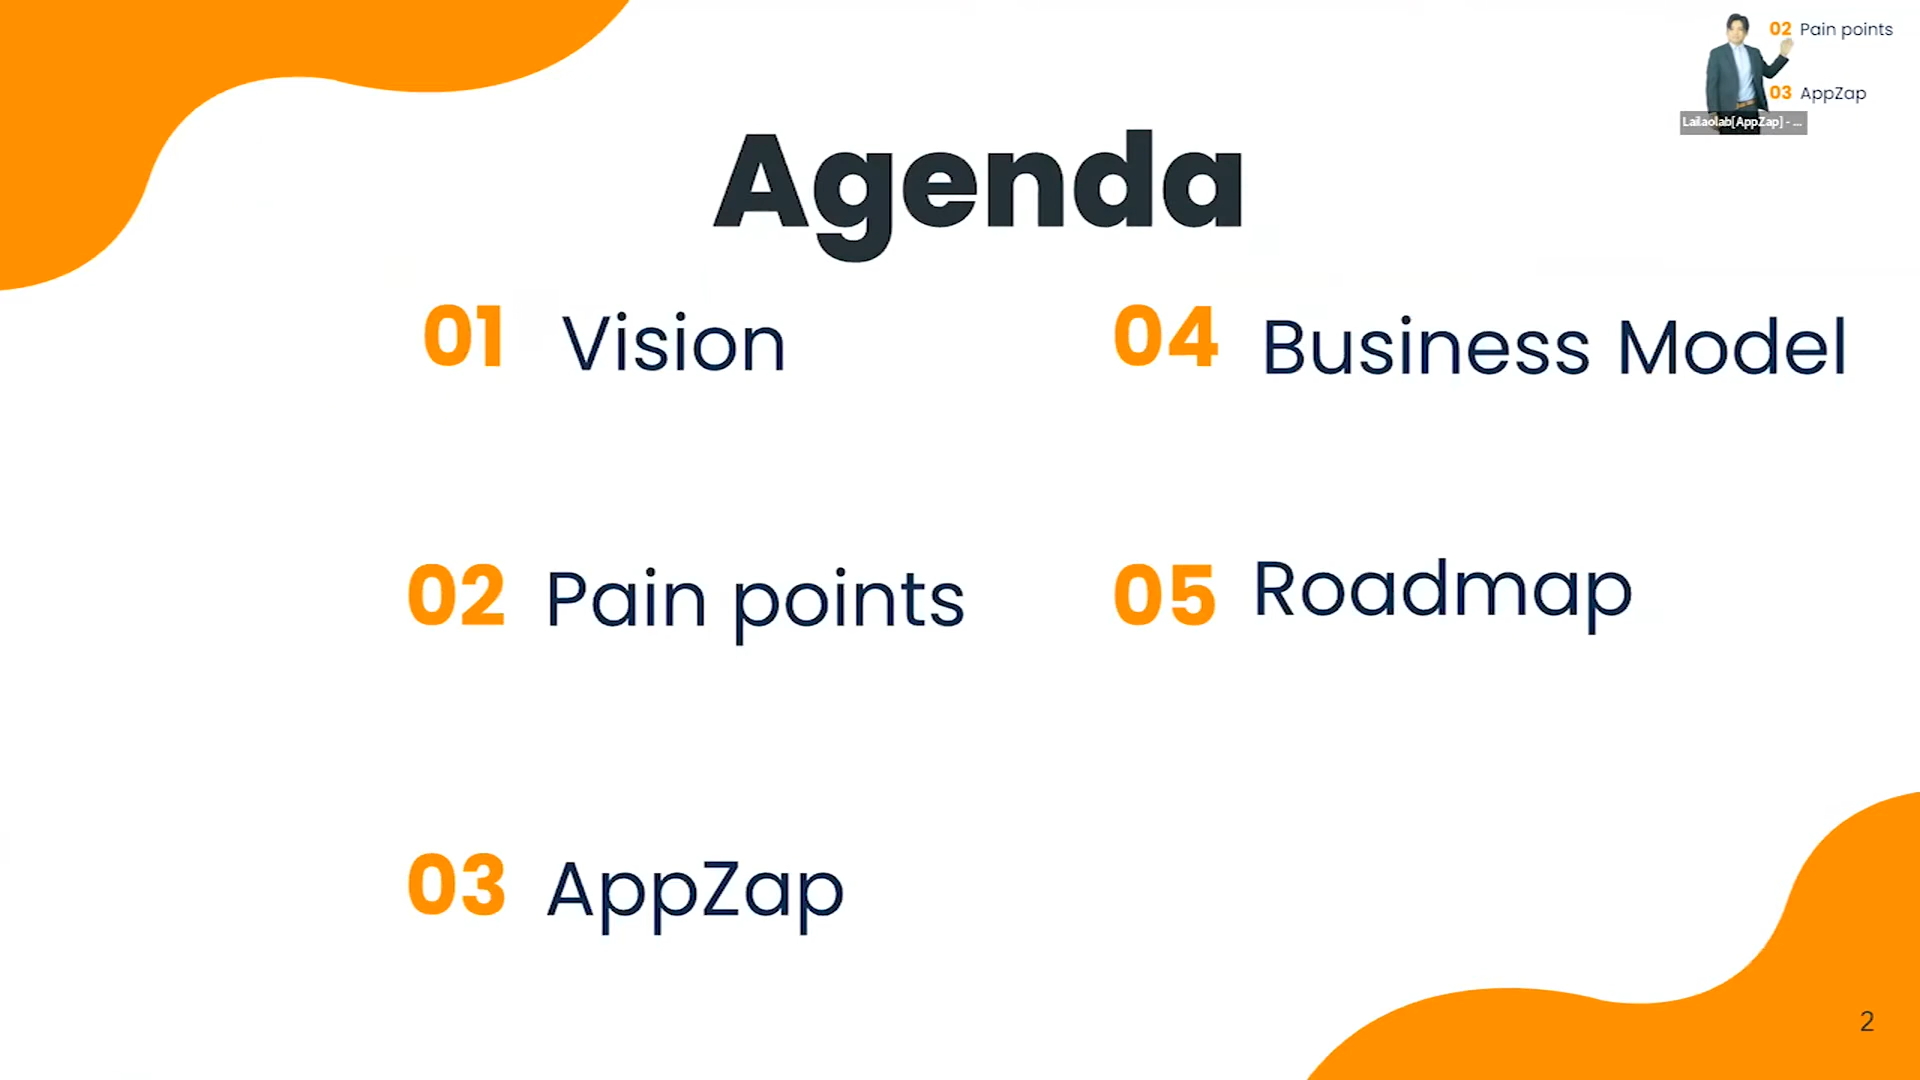 02 Pain points
03 AppZap
Lailaolab[AppZap] - ...
Agenda
01 Vision
02 Pain points
03 AppZap
04 Business Model
05 Roadmap
2